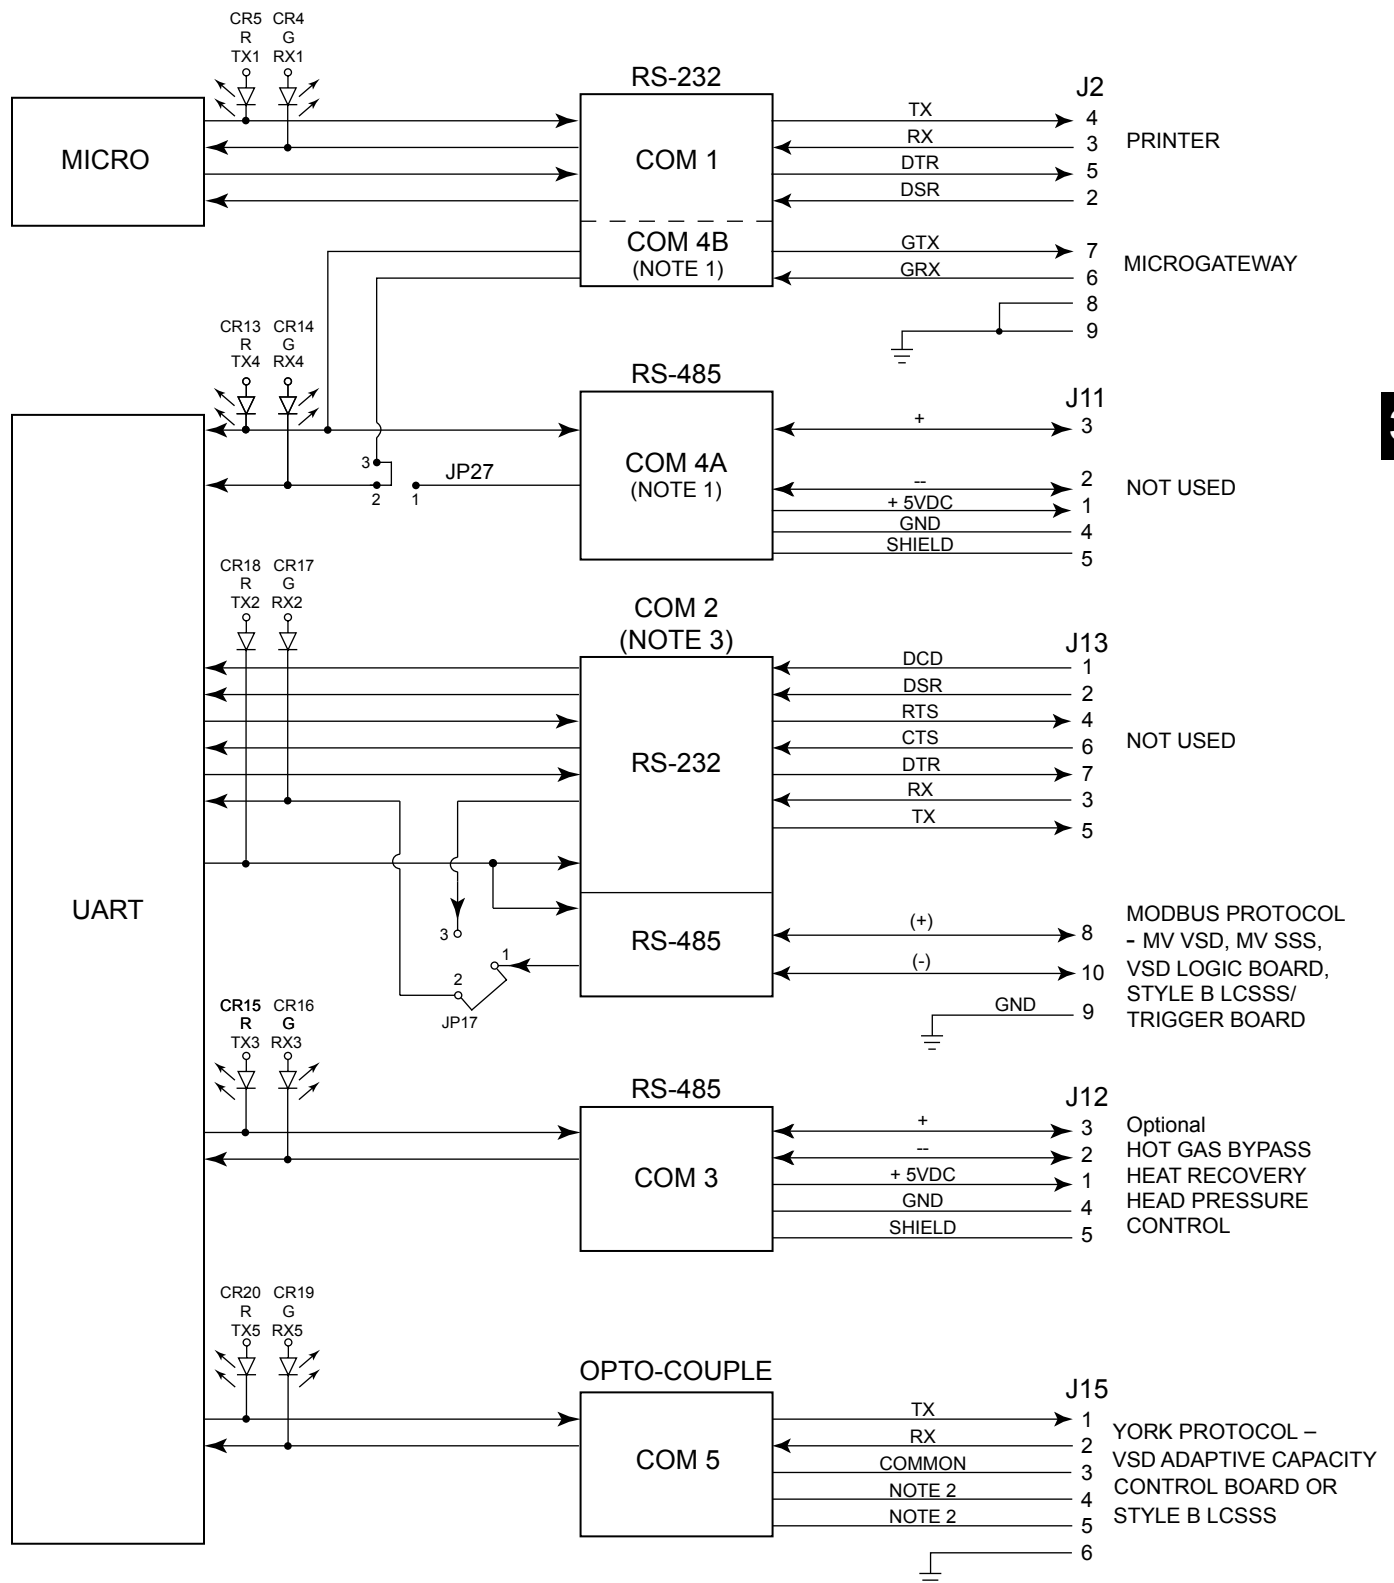 CR5 CR4
R G
TX1 RX1
RS-232
J2
MICRO
COM 1
TX 4
RX 3
DTR 5
DSR 2
PRINTER
COM 4B
(NOTE 1)
GTX 7
GRX 6
MICROGATEWAY
8
9
CR13 CR14
R G
TX4 RX4
RS-485
J11
COM 4A
(NOTE 1)
+ 3
-- 2
NOT USED
+ 5VDC 1
GND 4
SHIELD 5
3
JP27
2 1
CR18 CR17
R G
TX2 RX2
COM 2
(NOTE 3)
J13
DCD 1
DSR 2
RTS 4
CTS 6
DTR 7
RX 3
TX 5
NOT USED
RS-232
UART
RS-485
(+) 8
(-) 10
GND 9
MODBUS PROTOCOL
- MV VSD, MV SSS,
VSD LOGIC BOARD,
STYLE B LCSSS/
TRIGGER BOARD
3
1
2
JP17
CR15 CR16
R G
TX3 RX3
RS-485
J12
COM 3
+ 3
-- 2
+ 5VDC 1
GND 4
SHIELD 5
Optional
HOT GAS BYPASS
HEAT RECOVERY
HEAD PRESSURE
CONTROL
CR20 CR19
R G
TX5 RX5
OPTO-COUPLE
J15
COM 5
TX 1
RX 2
COMMON 3
NOTE 2 4
NOTE 2 5
6
YORK PROTOCOL –
VSD ADAPTIVE CAPACITY
CONTROL BOARD OR
STYLE B LCSSS